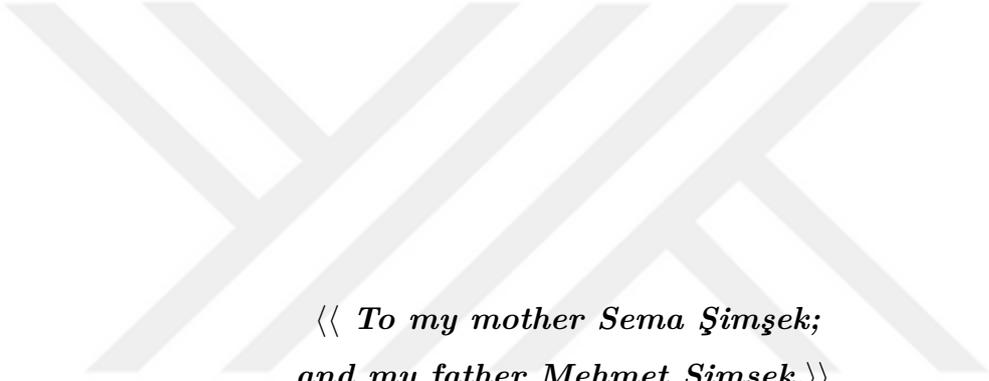 ⟨⟨ To my mother Sema Şimşek;
and my father Mehmet Şimşek ⟩⟩